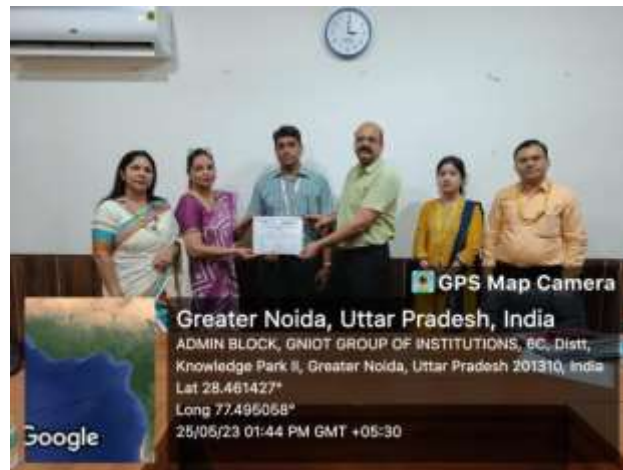 GPS Map Camera
Greater Noida, Uttar Pradesh, India
ADMIN BLOCK, GNIOT GROUP OF INSTITUTIONS, 6C, Distt,
Knowledge Park II, Greater Noida, Uttar Pradesh 201310, India
Lat 28.461427°
Long 77.495058°
25/05/23 01:44 PM GMT +05:30
Google